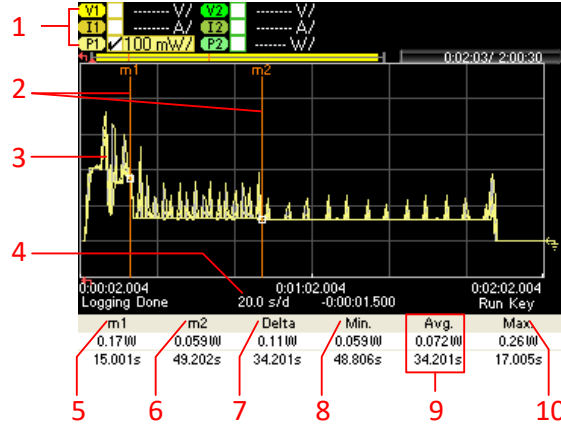 1
V1 ------ V/ V2 ------ V/
I1 ------ A/ I2 ------ A/
P1 ✓ 100 mW/ P2 ------ W/
0:02:03/ 2:00:30
m1 m2
2
3
4
0:00:02.004 0:01:02.004 0:02:02.004
Logging Done 20.0 s/d -0:00:01.500 Run Key
m1 m2 Delta Min. Avg. Max.
0.17W 0.059W 0.11W 0.059W 0.072W 0.26W
15.001s 49.202s 34.201s 48.806s 34.201s 17.005s
5 6 7 8 9 10